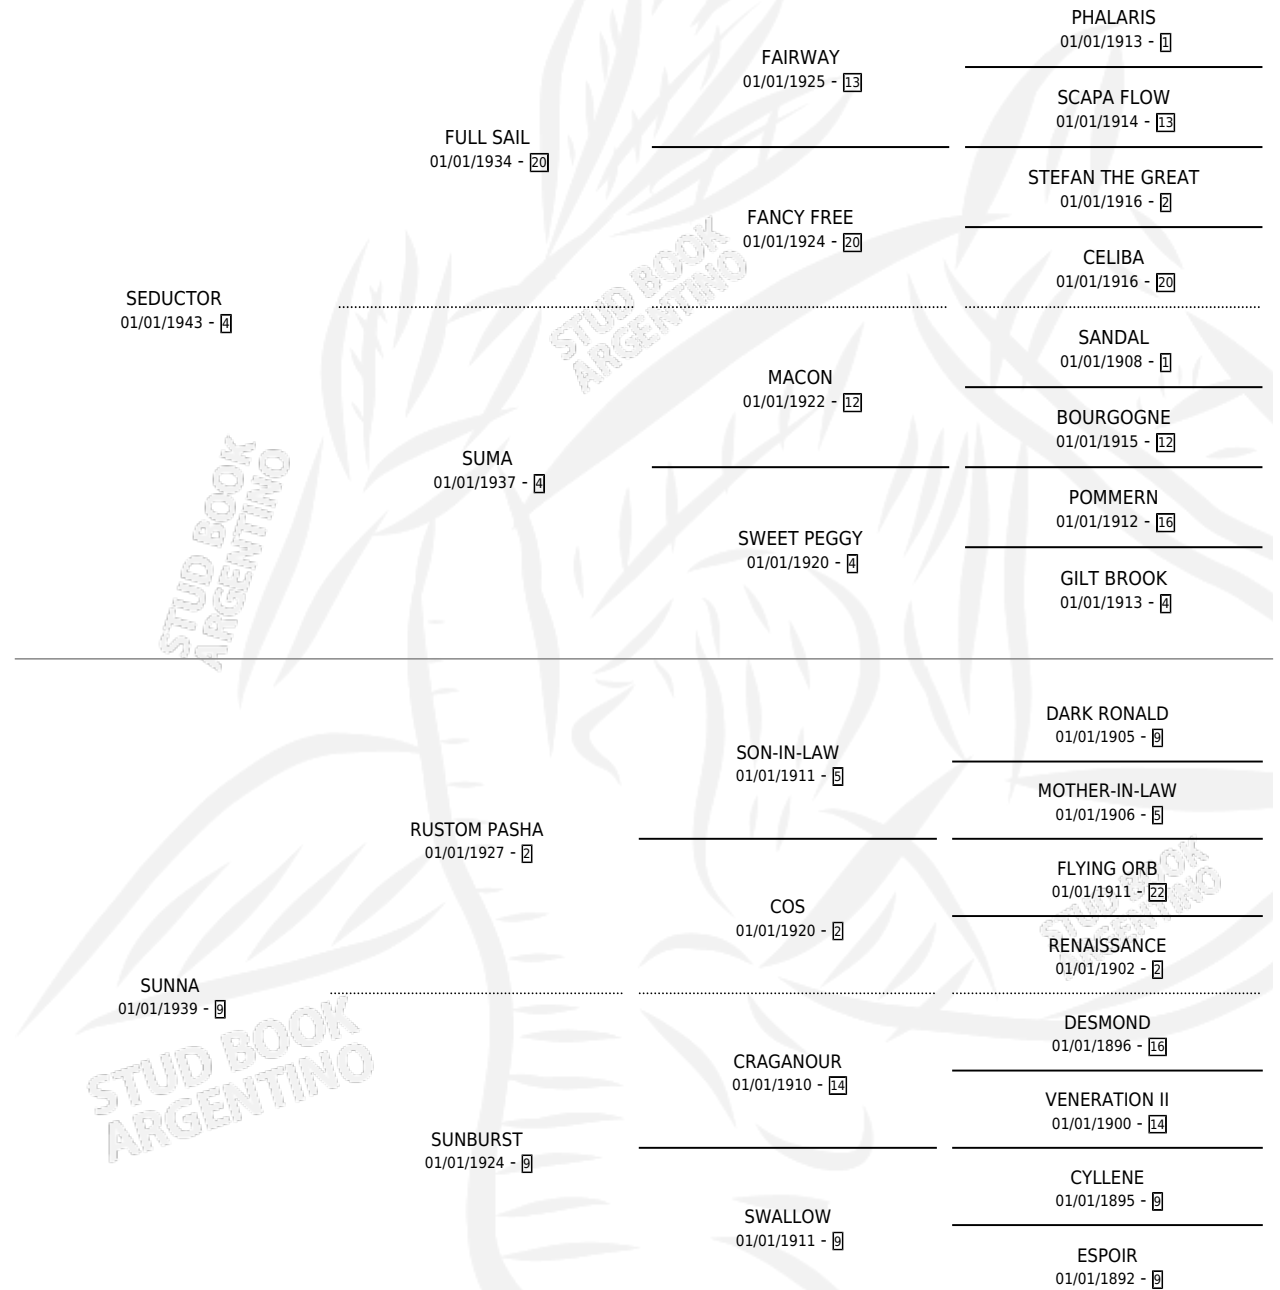 PHALARIS
01/01/1913 - 1
FAIRWAY
01/01/1925 - 13
SCAPA FLOW
01/01/1914 - 13
FULL SAIL
01/01/1934 - 20
STEFAN THE GREAT
01/01/1916 - 2
FANCY FREE
01/01/1924 - 20
CELIBA
01/01/1916 - 20
SEDUCTOR
01/01/1943 - 4
STUD BOOK
ARGENTINO
SANDAL
01/01/1908 - 1
MACON
01/01/1922 - 12
BOURGOGNE
01/01/1915 - 12
SUMA
01/01/1937 - 4
POMMERN
01/01/1912 - 16
SWEET PEGGY
01/01/1920 - 4
GILT BROOK
01/01/1913 - 4
STUD BOOK
ARGENTINO
DARK RONALD
01/01/1905 - 9
SON-IN-LAW
01/01/1911 - 5
MOTHER-IN-LAW
01/01/1906 - 5
RUSTOM PASHA
01/01/1927 - 2
FLYING ORB
01/01/1911 - 22
COS
01/01/1920 - 2
STUD BOOK
ARGENTINO
RENAISSANCE
01/01/1902 - 2
SUNNA
01/01/1939 - 9
STUD BOOK
ARGENTINO
DESMOND
01/01/1896 - 16
CRAGANOUR
01/01/1910 - 14
VENERATION II
01/01/1900 - 14
SUNBURST
01/01/1924 - 9
CYLLENE
01/01/1895 - 9
SWALLOW
01/01/1911 - 9
ESPOIR
01/01/1892 - 9